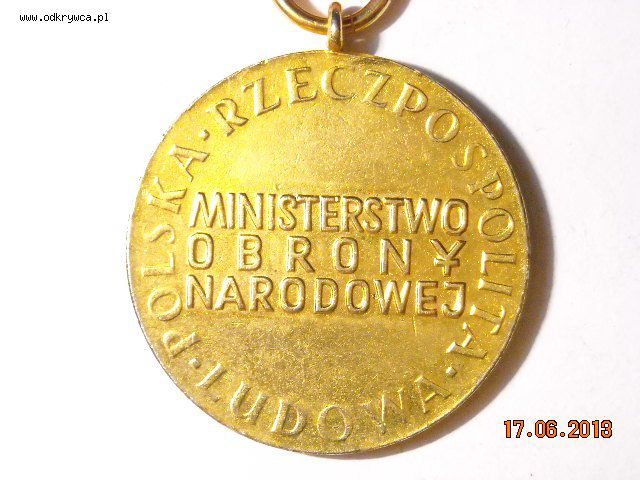 www.odkrywca.pl
POLSKA · RZECZPOSPOLITA · LUDOWA ·
MINISTERSTWO
OBRONY
NARODOWEJ
17.06.2013